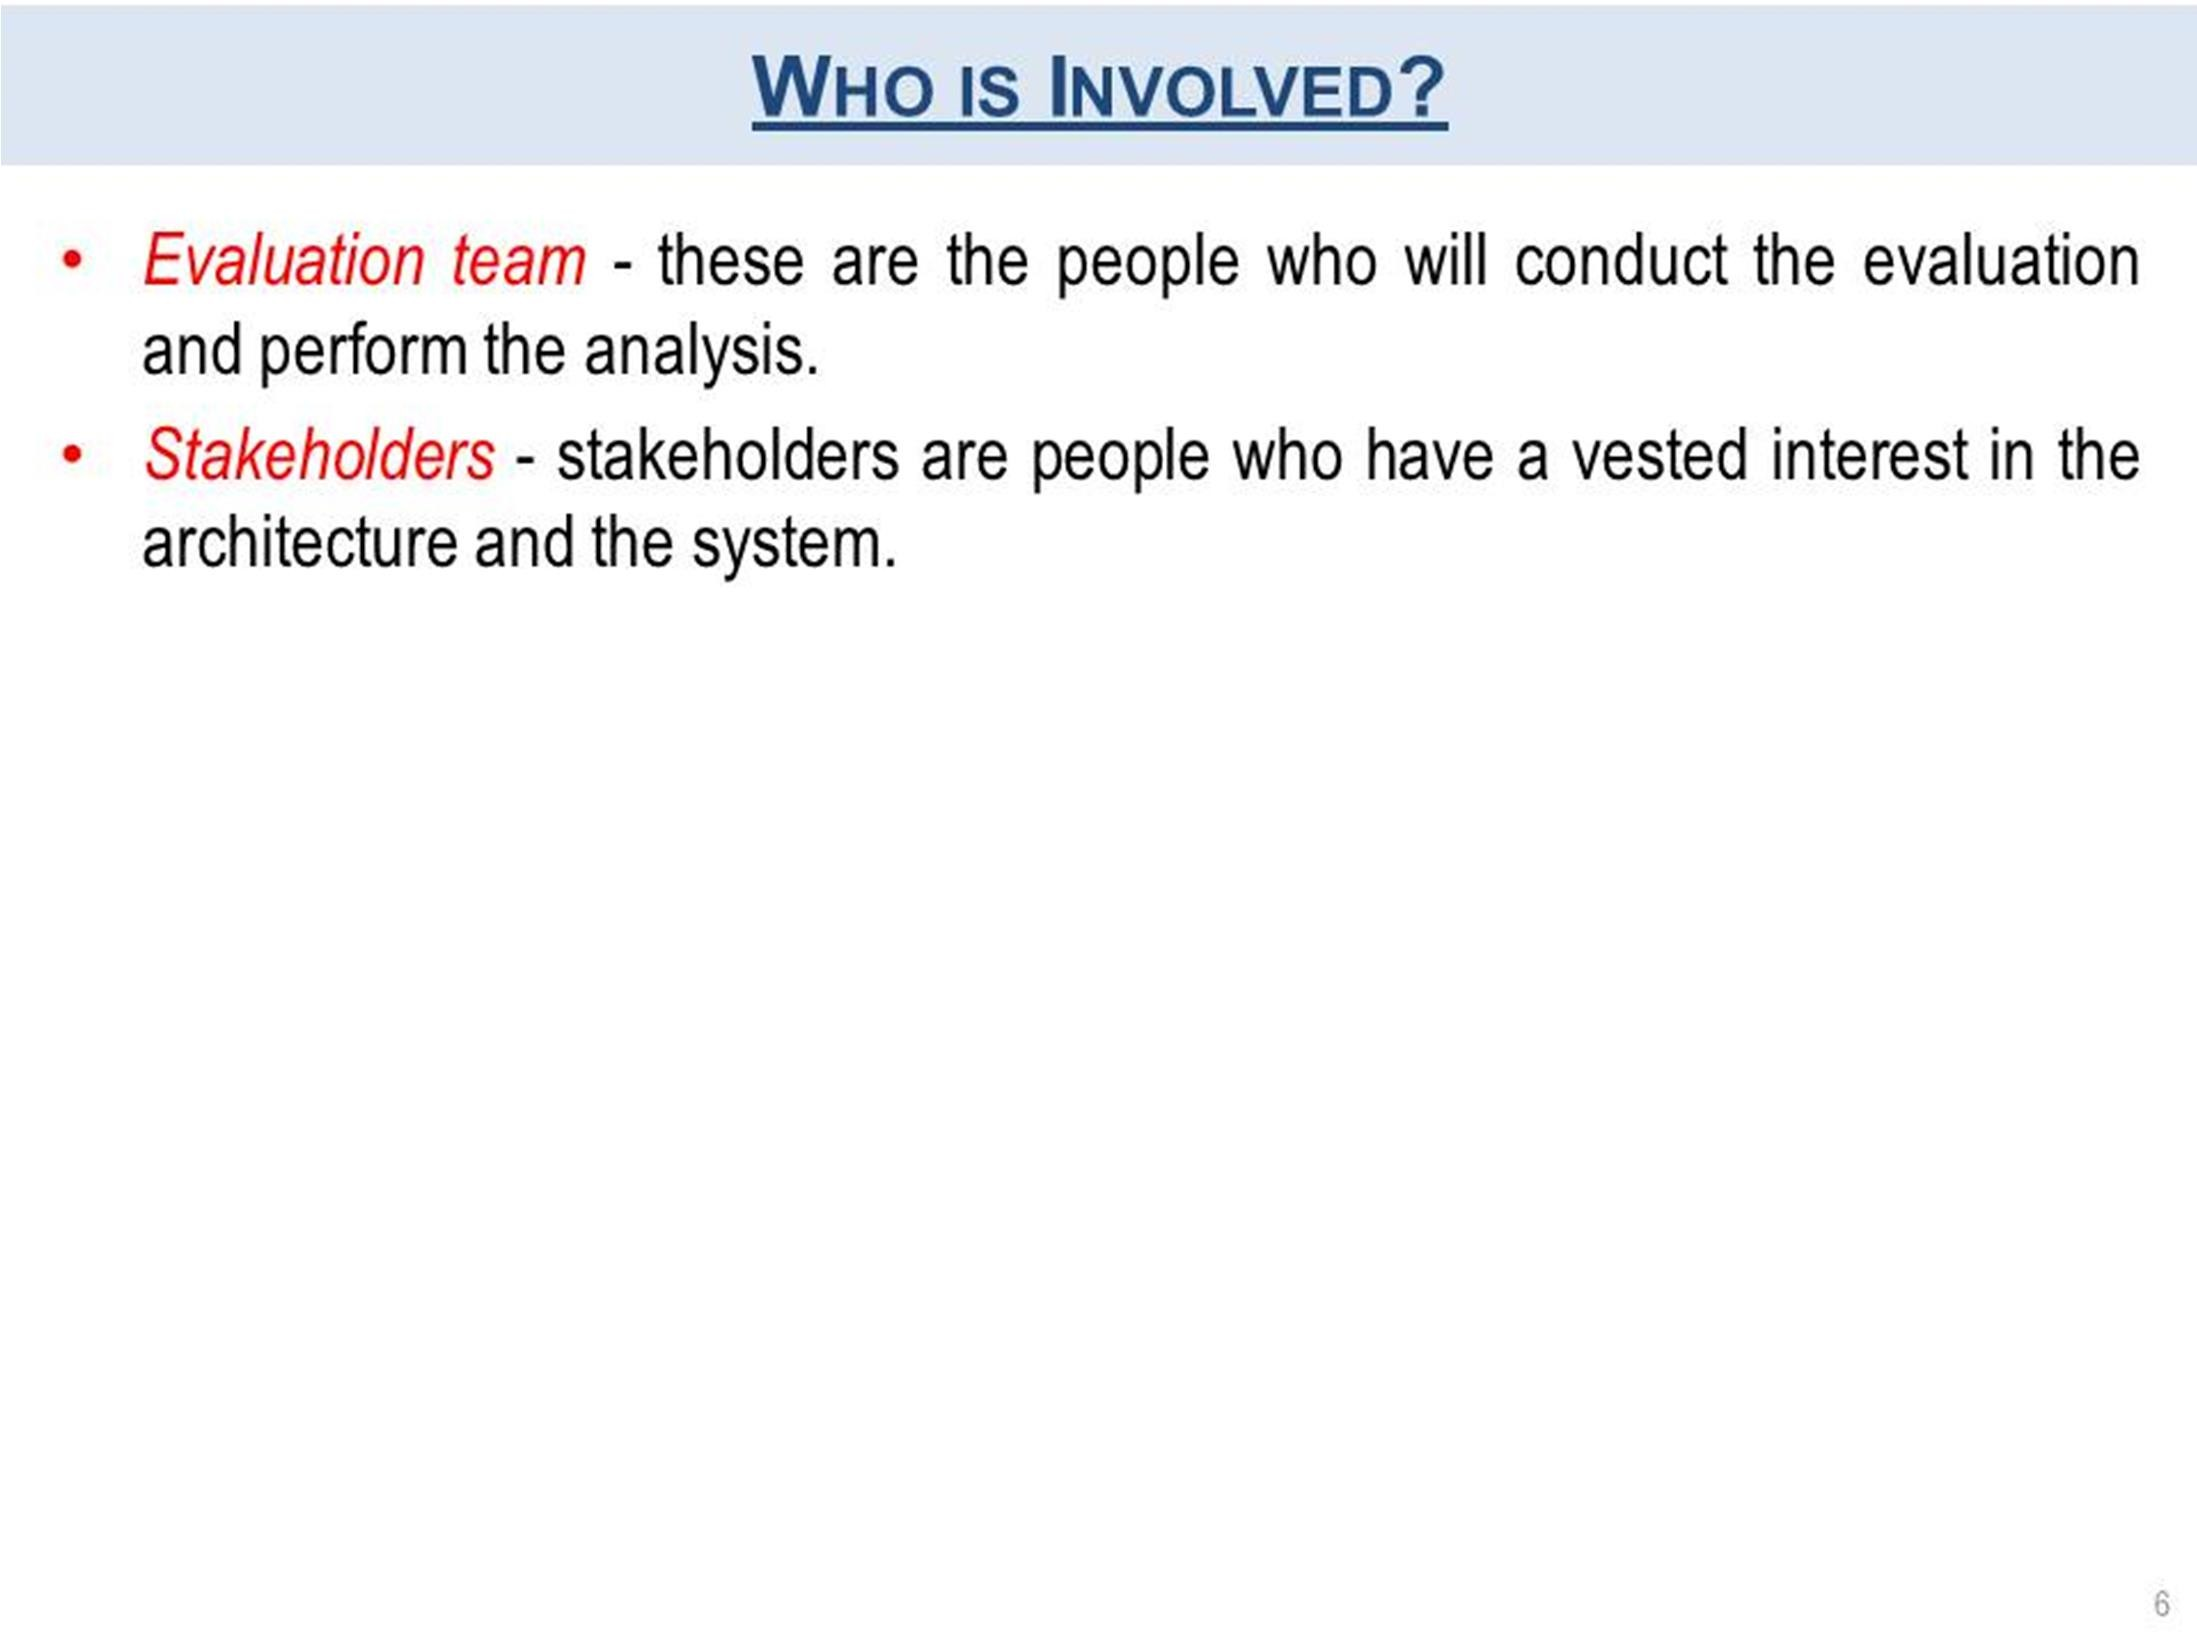 WHO IS INVOLVED?
• Evaluation team - these are the people who will conduct the evaluation
and perform the analysis.
• Stakeholders - stakeholders are people who have a vested interest in the
architecture and the system.
6